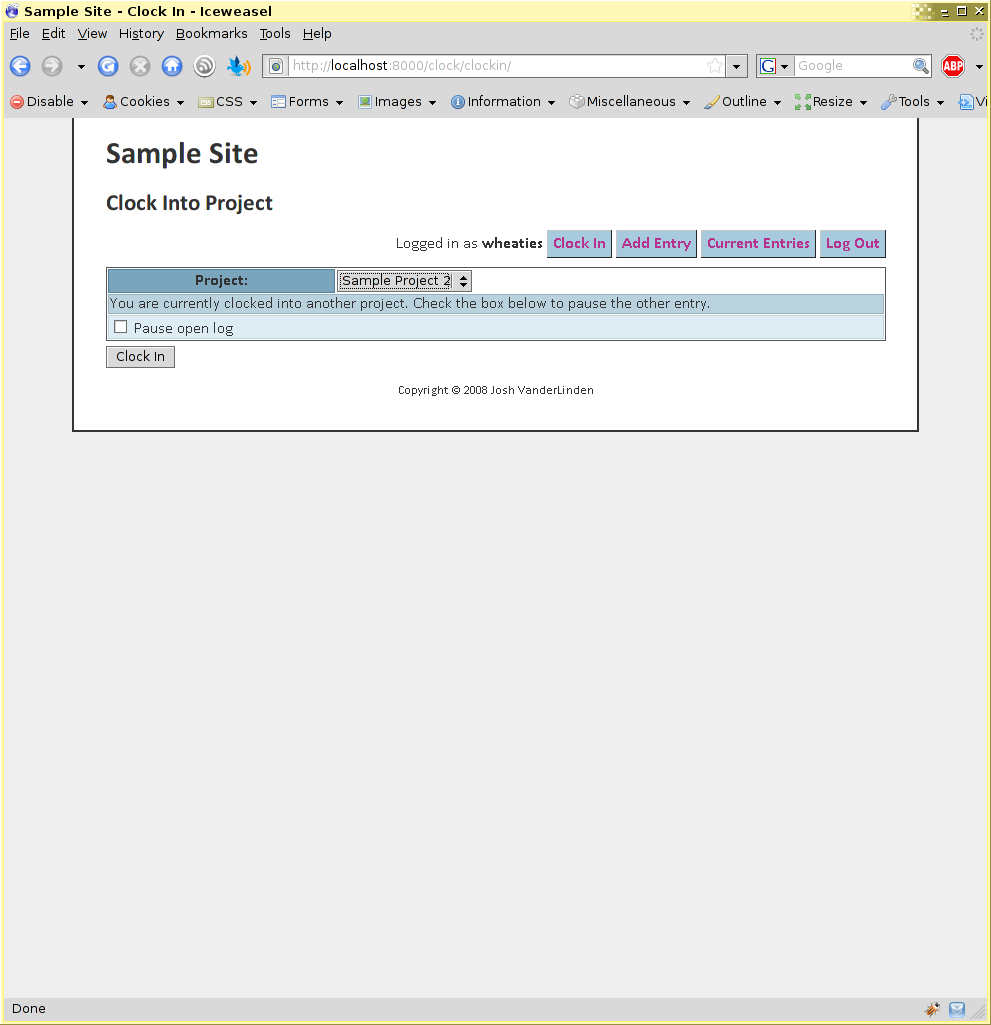 Sample Site - Clock In - Iceweasel
File Edit View History Bookmarks Tools Help
http://localhost:8000/clock/clockin/ G Google ABP
Disable Cookies CSS Forms Images Information Miscellaneous Outline Resize Tools Vi
Sample Site
Clock Into Project
Logged in as wheaties Clock In Add Entry Current Entries Log Out
Project: Sample Project 2
You are currently clocked into another project. Check the box below to pause the other entry.
Pause open log
Clock In
Copyright © 2008 Josh VanderLinden
Done